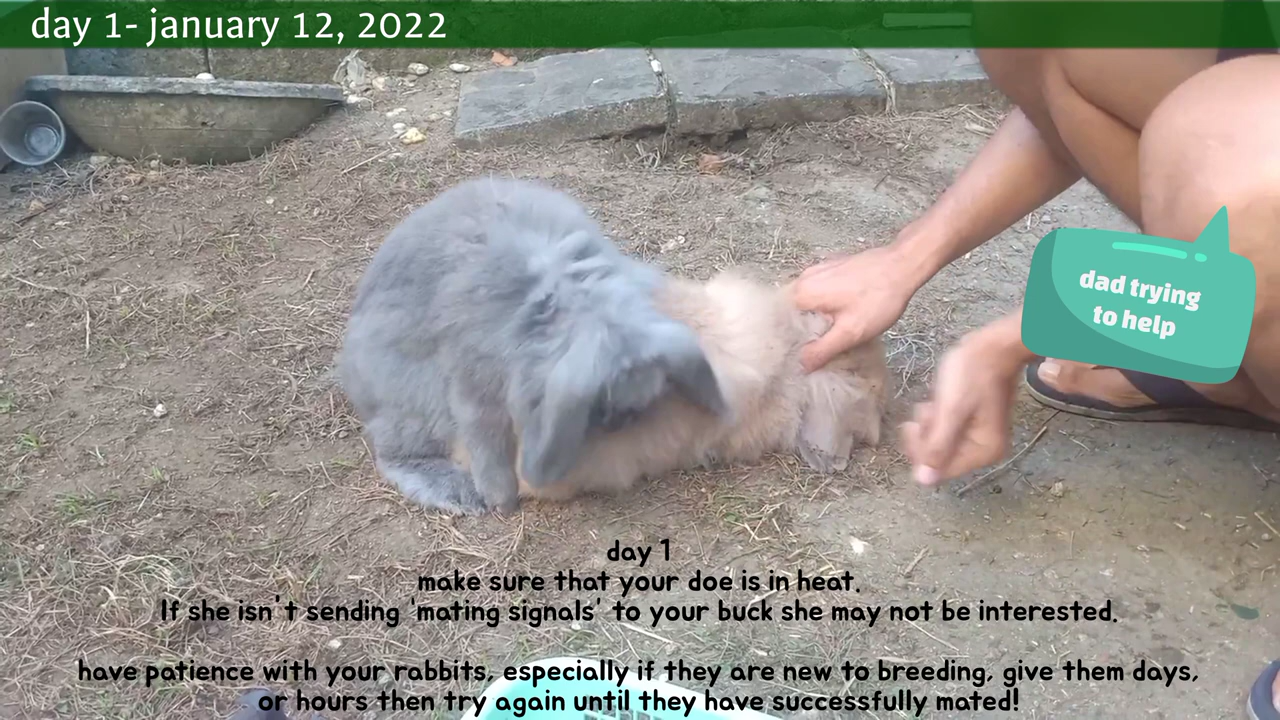 day 1- january 12, 2022
dad trying
to help
day 1
make sure that your doe is in heat.
If she isn't sending 'mating signals' to your buck she may not be interested.
have patience with your rabbits, especially if they are new to breeding, give them days,
or hours then try again until they have successfully mated!